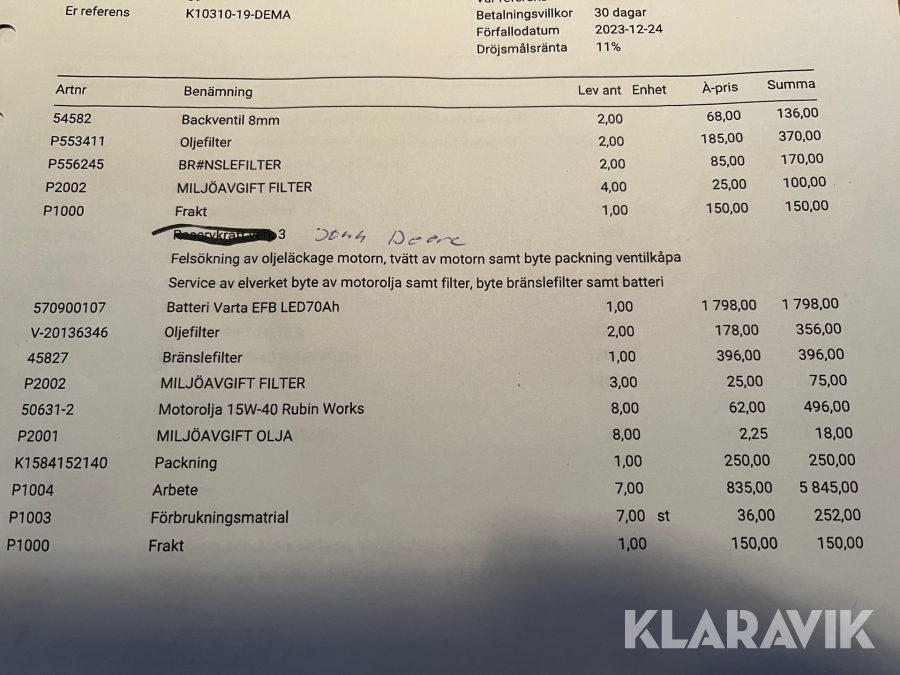 Er referens K10310-19-DEMA
Betalningsvillkor 30 dagar
Förfallodatum 2023-12-24
Dröjsmålsränta 11%
Artnr Benämning Lev ant Enhet À-pris Summa
54582 Backventil 8mm 2,00 68,00 136,00
P553411 Oljefilter 2,00 185,00 370,00
P556245 BR#NSLEFILTER 2,00 85,00 170,00
P2002 MILJÖAVGIFT FILTER 4,00 25,00 100,00
P1000 Frakt 1,00 150,00 150,00
3 John Deere
Felsökning av oljeläckage motorn, tvätt av motorn samt byte packning ventilkåpa
Service av elverket byte av motorolja samt filter, byte bränslefilter samt batteri
570900107 Batteri Varta EFB LED70Ah 1,00 1 798,00 1 798,00
V-20136346 Oljefilter 2,00 178,00 356,00
45827 Bränslefilter 1,00 396,00 396,00
P2002 MILJÖAVGIFT FILTER 3,00 25,00 75,00
50631-2 Motorolja 15W-40 Rubin Works 8,00 62,00 496,00
P2001 MILJÖAVGIFT OLJA 8,00 2,25 18,00
K1584152140 Packning 1,00 250,00 250,00
P1004 Arbete 7,00 835,00 5 845,00
P1003 Förbrukningsmatrial 7,00 st 36,00 252,00
P1000 Frakt 1,00 150,00 150,00
KLARAVIK